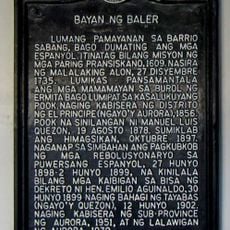 BAYAN NG BALER
LUMANG PAMAYANAN SA BARRIO
SABANG, BAGO DUMATING ANG MGA
ESPANYOL. ITINATAG BILANG MISYON NG
MGA PARING PRANSISKANO, 1609. NASIRA
NG MALALAKING ALON, 27 DISYEMBRE
1735. LUMIKAS PANSAMANTALA
ANG MGA MAMAMAYAN SA BUROL NG
ERMITA BAGO LUMIPAT SA KASALUKUYANG
POOK. NAGING KABISERA NG DISTRITO
NG EL PRINCIPE (NGAYO'Y AURORA), 1856.
POOK NA SINILANGAN NI MANUEL LUIS
QUEZON, 19 AGOSTO 1878. SUMIKLAB
ANG HIMAGSIKAN, OKTUBRE 1897.
NAGANAP SA SIMBAHAN ANG PAGKUBKOB
NG MGA REBOLUSYONARYO SA
PUWERSANG ESPANYOL, 27 HUNYO
1898-2 HUNYO 1899, NA KINILALA
BILANG MGA KAIBIGAN SA BISA NG
DEKRETO NI HEN. EMILIO AGUINALDO, 30
HUNYO 1899. NAGING BAHAGI NG TAYABAS
(NGAYO'Y QUEZON), 12 HUNYO 1902.
NAGING KABISERA NG SUB-PROVINCE
NG AURORA, 1951, AT NG LALAWIGAN
NG AURORA, 1979.